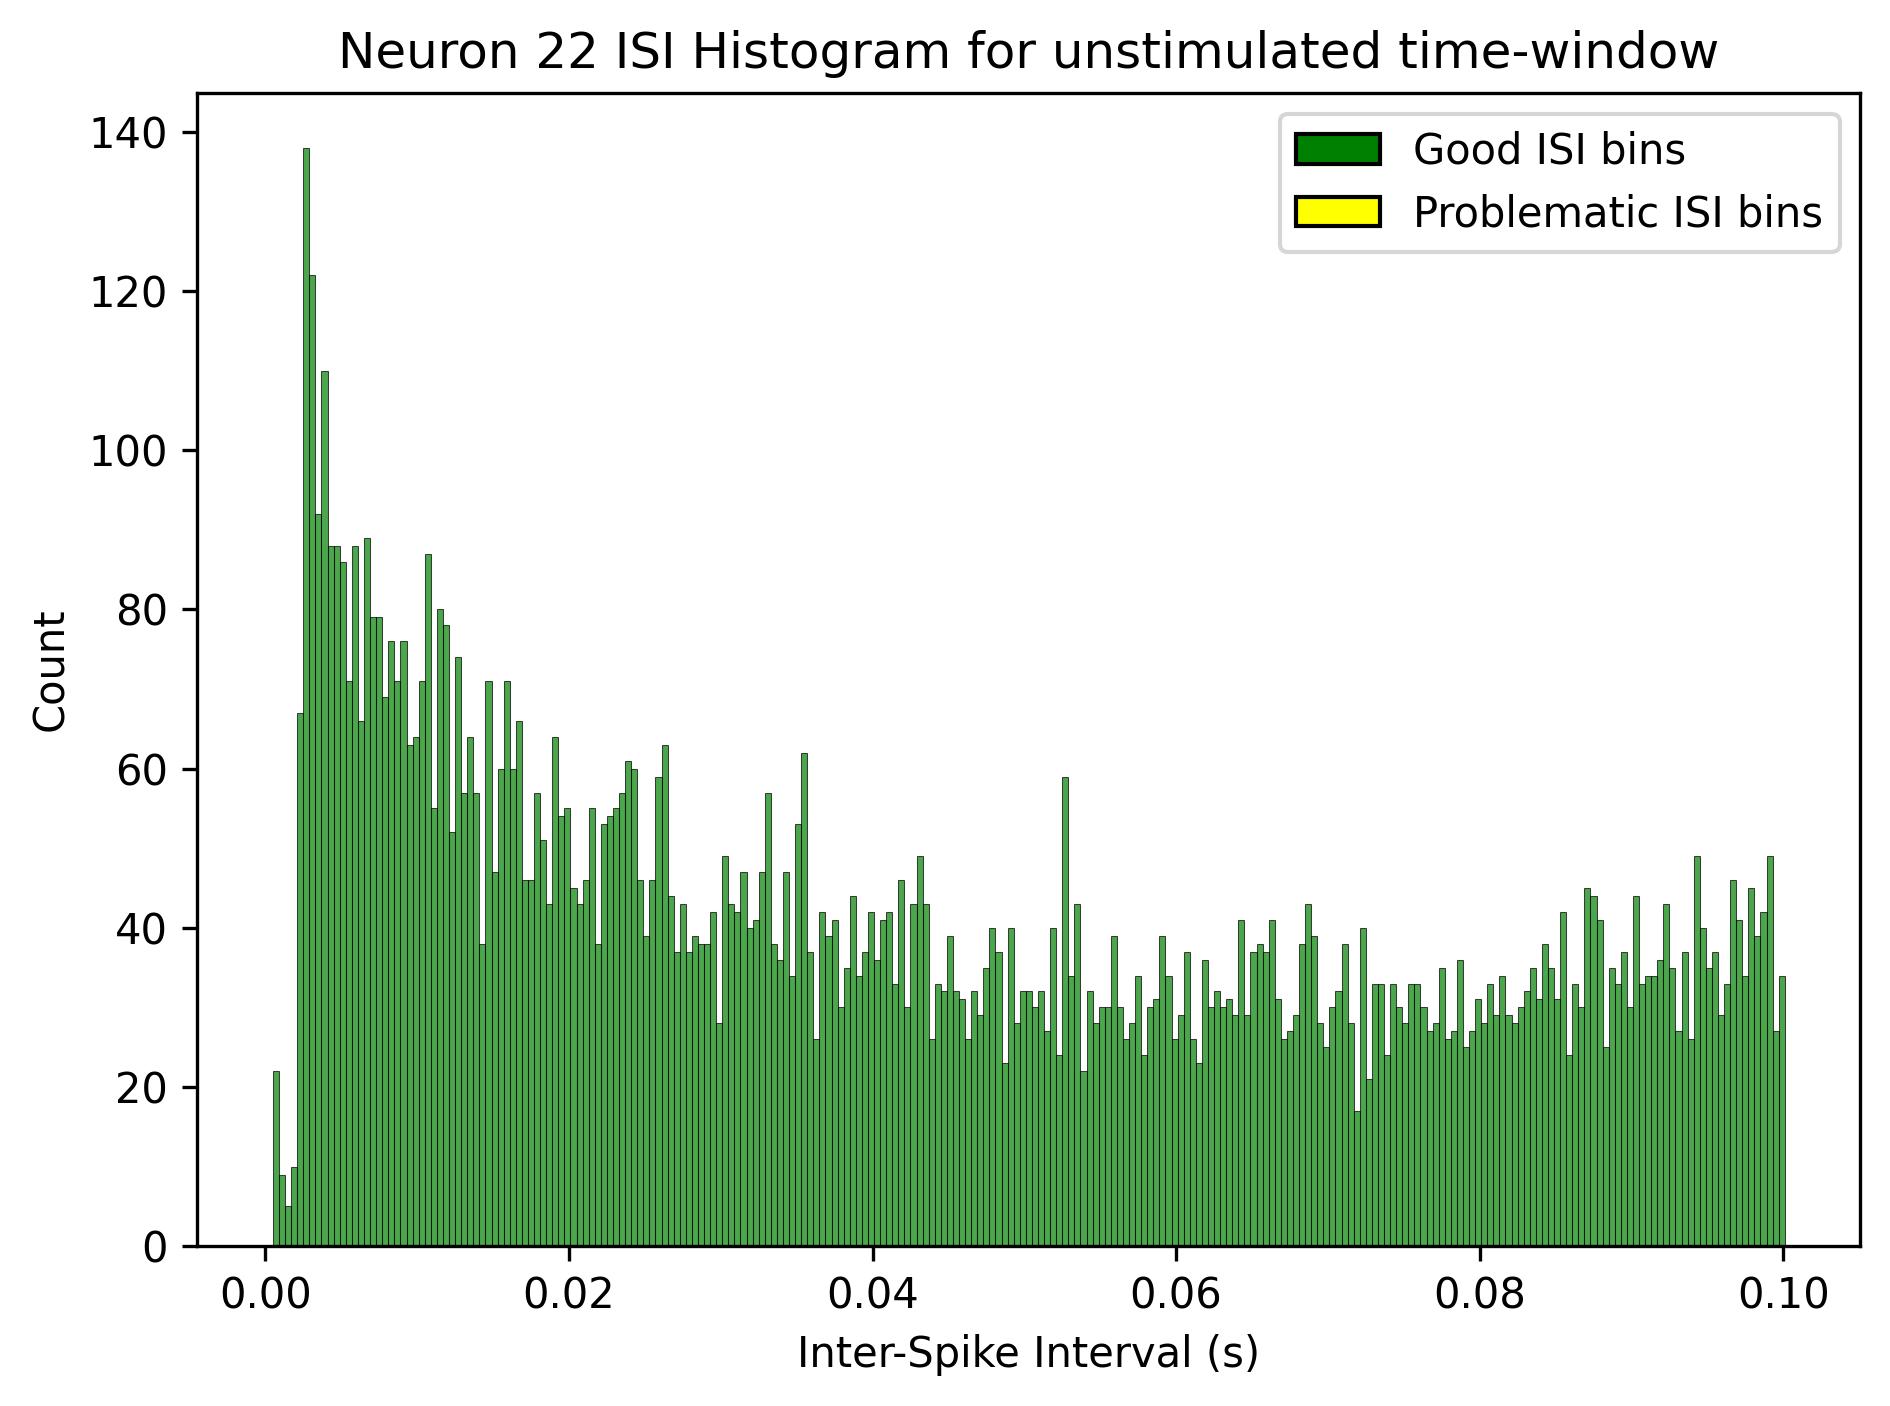 Neuron 22 ISI Histogram for unstimulated time-window
Good ISI bins
Problematic ISI bins
140
120
100
80
60
40
20
0
Count
0.00 0.02 0.04 0.06 0.08 0.10
Inter-Spike Interval (s)